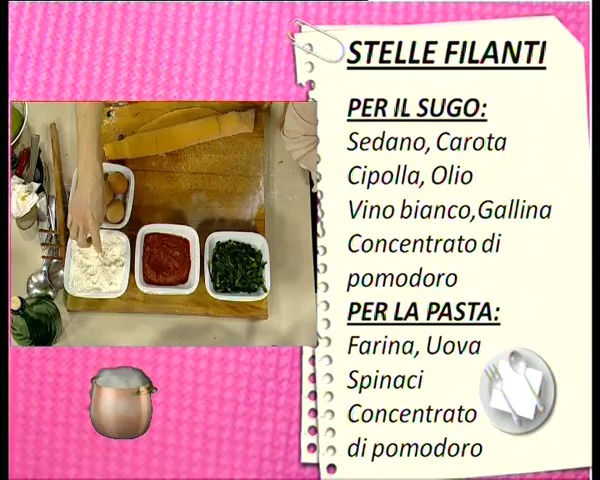 STELLE FILANTI
PER IL SUGO:
Sedano, Carota
Cipolla, Olio
Vino bianco,Gallina
Concentrato di
pomodoro
PER LA PASTA:
Farina, Uova
Spinaci
Concentrato
di pomodoro